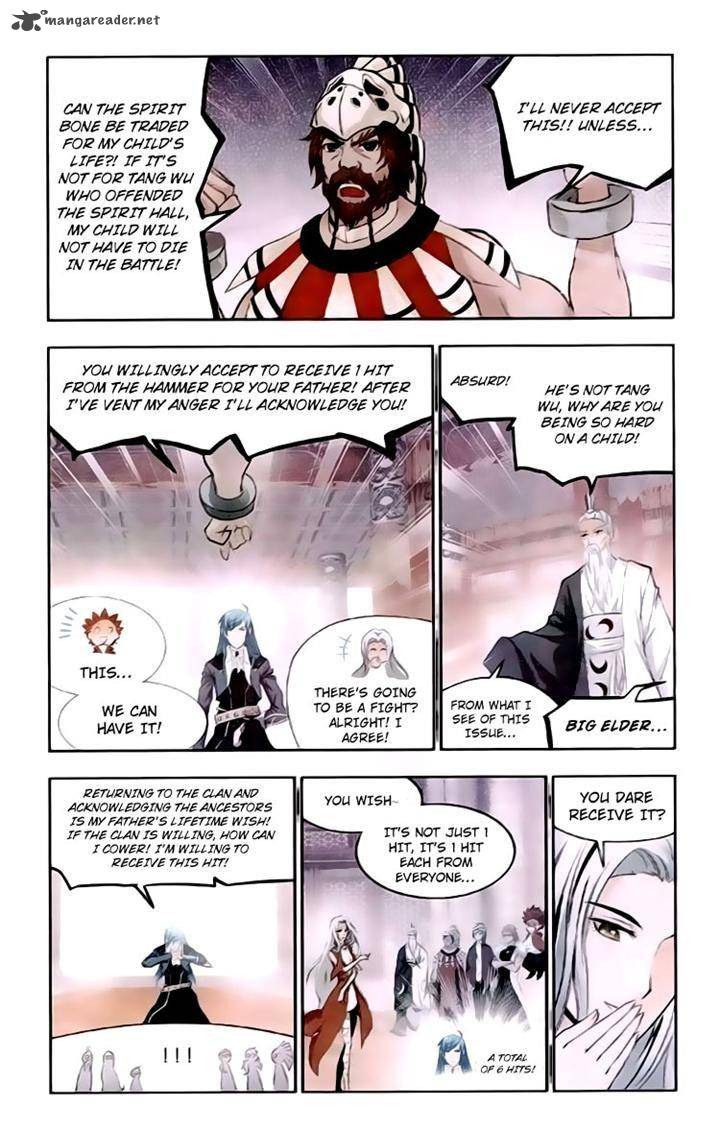 mangareader.net
CAN THE SPIRIT
BONE BE TRADED
FOR MY CHILD'S
LIFE?! IF IT'S
NOT FOR TANG WU
WHO OFFENDED
THE SPIRIT HALL,
MY CHILD WILL
NOT HAVE TO DIE
IN THE BATTLE!
I'LL NEVER ACCEPT
THIS!! UNLESS...
YOU WILLINGLY ACCEPT TO RECEIVE 1 HIT
FROM THE HAMMER FOR YOUR FATHER! AFTER
I'VE VENT MY ANGER I'LL ACKNOWLEDGE YOU!
THIS...
WE CAN
HAVE IT!
THERE'S GOING
TO BE A FIGHT?
ALRIGHT! I
AGREE!
ABSURD!
HE'S NOT TANG
WU, WHY ARE YOU
BEING SO HARD
ON A CHILD!
FROM WHAT I
SEE OF THIS
ISSUE...
BIG ELDER...
RETURNING TO THE CLAN AND
ACKNOWLEDGING THE ANCESTORS
IS MY FATHER'S LIFETIME WISH!
IF THE CLAN IS WILLING, HOW CAN
I COWER! I'M WILLING TO
RECEIVE THIS HIT!
!!!
YOU WISH~
IT'S NOT JUST 1
HIT, IT'S 1 HIT
EACH FROM
EVERYONE...
A TOTAL
OF 6 HITS!
YOU DARE
RECEIVE IT?